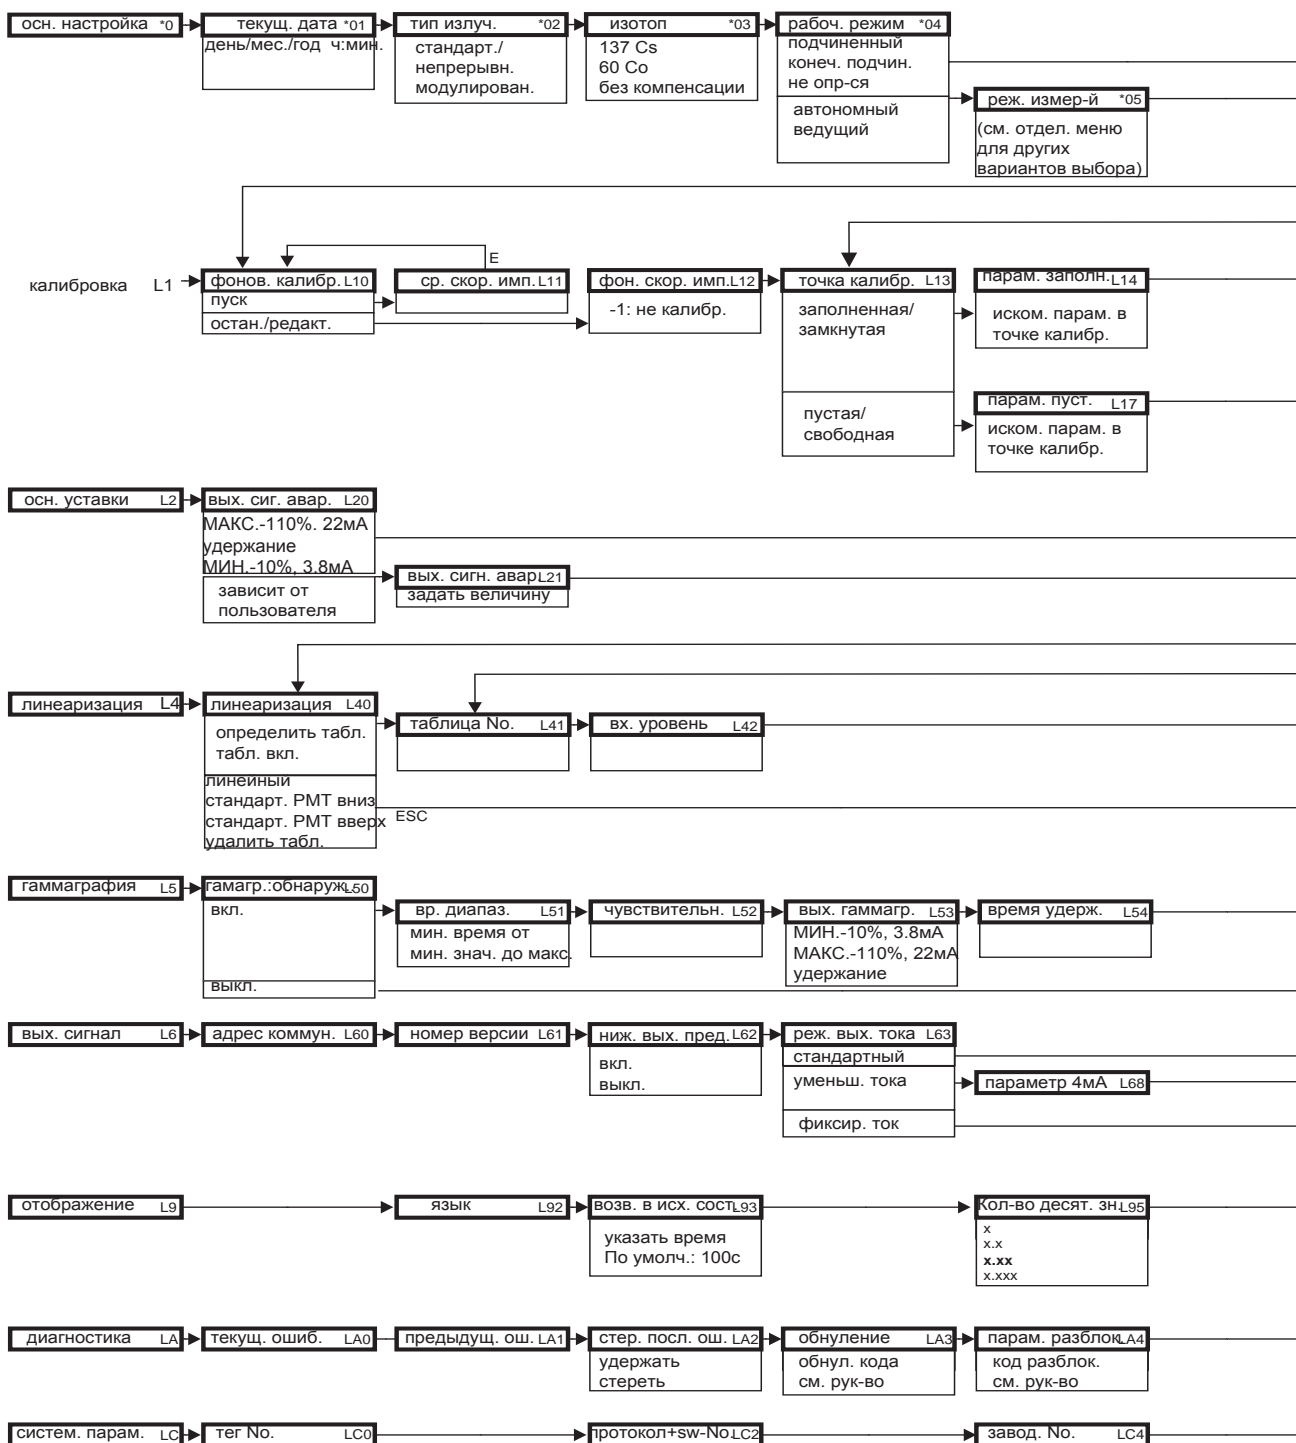 осн. настройка *0
текущ. дата *01
день/мес./год ч:мин.
тип излуч. *02
стандарт./
непрерывн.
модулирован.
изотоп *03
137 Cs
60 Co
без компенсации
рабоч. режим *04
подчиненный
конеч. подчин.
не опр-ся
автономный
ведущий
реж. измер-й *05
(см. отдел. меню
для других
вариантов выбора)
калибровка L1
фонов. калибр. L10
пуск
остан./редакт.
E
ср. скор. имп. L11
фон. скор. имп. L12
-1: не калибр.
точка калибр. L13
заполненная/
замкнутая
пустая/
свободная
парам. заполн. L14
иском. парам. в
точке калибр.
парам. пуст. L17
иском. парам. в
точке калибр.
осн. уставки L2
вых. сиг. авар. L20
МАКС.-110%. 22мА
удержание
МИН.-10%, 3.8мА
зависит от
пользователя
вых. сигн. авар L21
задать величину
линеаризация L4
линеаризация L40
определить табл.
табл. вкл.
линейный
стандарт. РМТ вниз
стандарт. РМТ вверх
удалить табл.
ESC
таблица No. L41
вх. уровень L42
гаммаграфия L5
гамагр.:обнаруж. L50
вкл.
выкл.
вр. диапаз. L51
мин. время от
мин. знач. до макс.
чувствительн. L52
вых. гаммагр. L53
МИН.-10%, 3.8мА
МАКС.-110%, 22мА
удержание
время удерж. L54
вых. сигнал L6
адрес коммун. L60
номер версии L61
ниж. вых. пред. L62
вкл.
выкл.
реж. вых. тока L63
стандартный
уменьш. тока
фиксир. ток
параметр 4мА L68
отображение L9
язык L92
возв. в исх. сост. L93
указать время
По умолч.: 100с
Кол-во десят. зн. L95
x
x.x
x.xx
x.xxx
диагностика LA
текущ. ошиб. LA0
предыдущ. ош. LA1
стер. посл. ош. LA2
удержать
стереть
обнуление LA3
обнул. кода
см. рук-во
парам. разблок. LA4
код разблок.
см. рук-во
систем. парам. LC
тег No. LC0
протокол+sw-No. LC2
завод. No. LC4